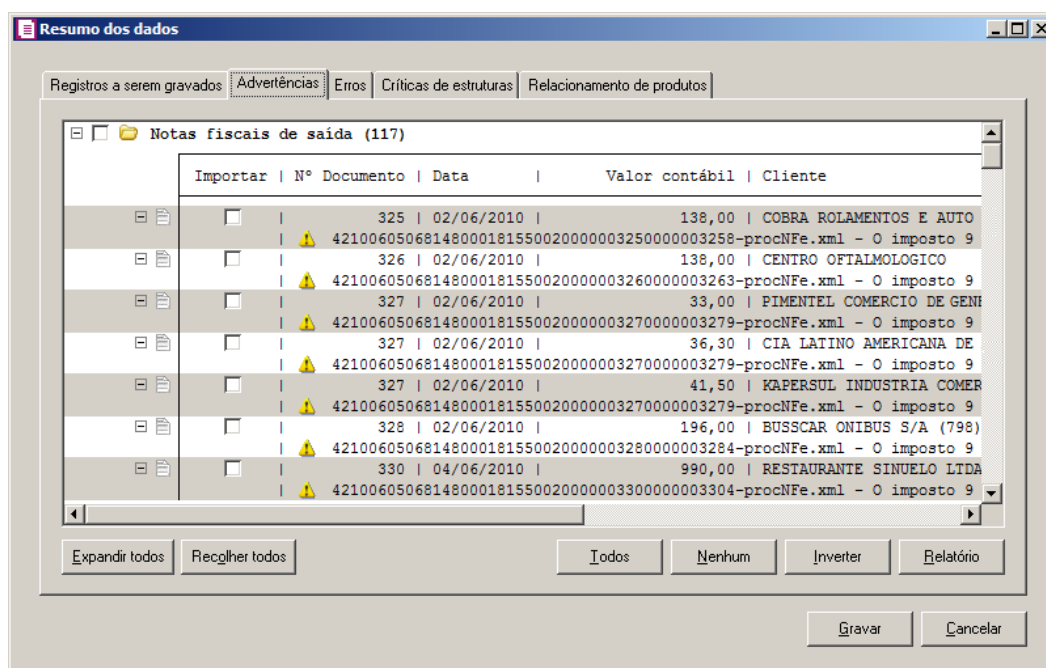 Resumo dos dados
Registros a serem gravados Advertências Erros Críticas de estruturas Relacionamento de produtos
Notas fiscais de saída (117)
Importar | Nº Documento | Data | Valor contábil | Cliente
| 325 | 02/06/2010 | 138,00 | COBRA ROLAMENTOS E AUTO
| 42100605068148000181550020000003250000003258-procNFe.xml - O imposto 9
| 326 | 02/06/2010 | 138,00 | CENTRO OFTALMOLOGICO
| 42100605068148000181550020000003260000003263-procNFe.xml - O imposto 9
| 327 | 02/06/2010 | 33,00 | PIMENTEL COMERCIO DE GENE
| 42100605068148000181550020000003270000003279-procNFe.xml - O imposto 9
| 327 | 02/06/2010 | 36,30 | CIA LATINO AMERICANA DE
| 42100605068148000181550020000003270000003279-procNFe.xml - O imposto 9
| 327 | 02/06/2010 | 41,50 | KAPERSUL INDUSTRIA COMER
| 42100605068148000181550020000003270000003279-procNFe.xml - O imposto 9
| 328 | 02/06/2010 | 196,00 | BUSSCAR ONIBUS S/A (798)
| 42100605068148000181550020000003280000003284-procNFe.xml - O imposto 9
| 330 | 04/06/2010 | 990,00 | RESTAURANTE SINUELO LTDA
| 42100605068148000181550020000003300000003304-procNFe.xml - O imposto 9
Expandir todos Recolher todos Todos Nenhum Inverter Relatório
Gravar Cancelar